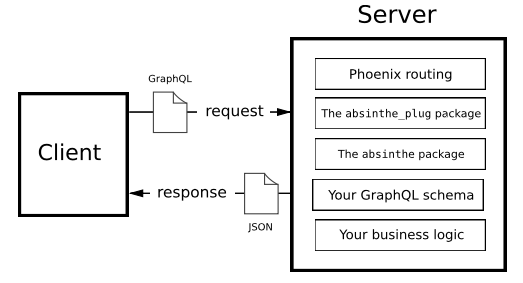 Server
GraphQL
request
Client
response
JSON
Phoenix routing
The absinthe_plug package
The absinthe package
Your GraphQL schema
Your business logic